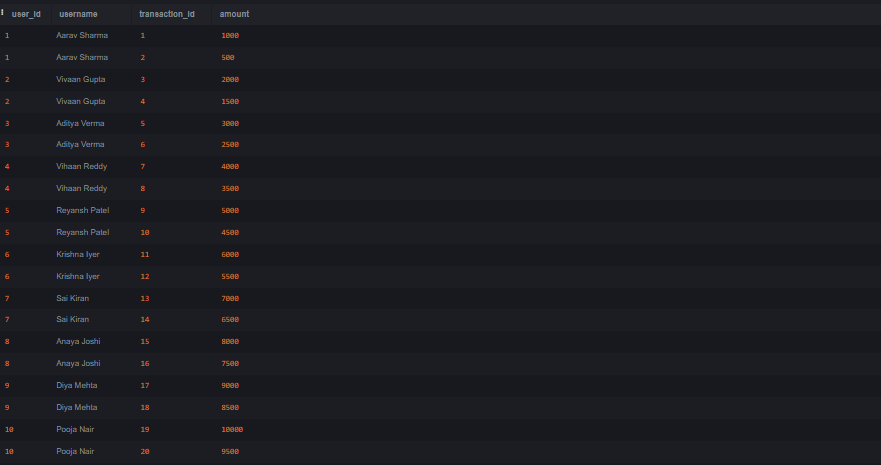 user_id username transaction_id amount
1 Aarav Sharma 1 1000
1 Aarav Sharma 2 500
2 Vivaan Gupta 3 2000
2 Vivaan Gupta 4 1500
3 Aditya Verma 5 3000
3 Aditya Verma 6 2500
4 Vihaan Reddy 7 4000
4 Vihaan Reddy 8 3500
5 Reyansh Patel 9 5000
5 Reyansh Patel 10 4500
6 Krishna Iyer 11 6000
6 Krishna Iyer 12 5500
7 Sai Kiran 13 7000
7 Sai Kiran 14 6500
8 Anaya Joshi 15 8000
8 Anaya Joshi 16 7500
9 Diya Mehta 17 9000
9 Diya Mehta 18 8500
10 Pooja Nair 19 10000
10 Pooja Nair 20 9500